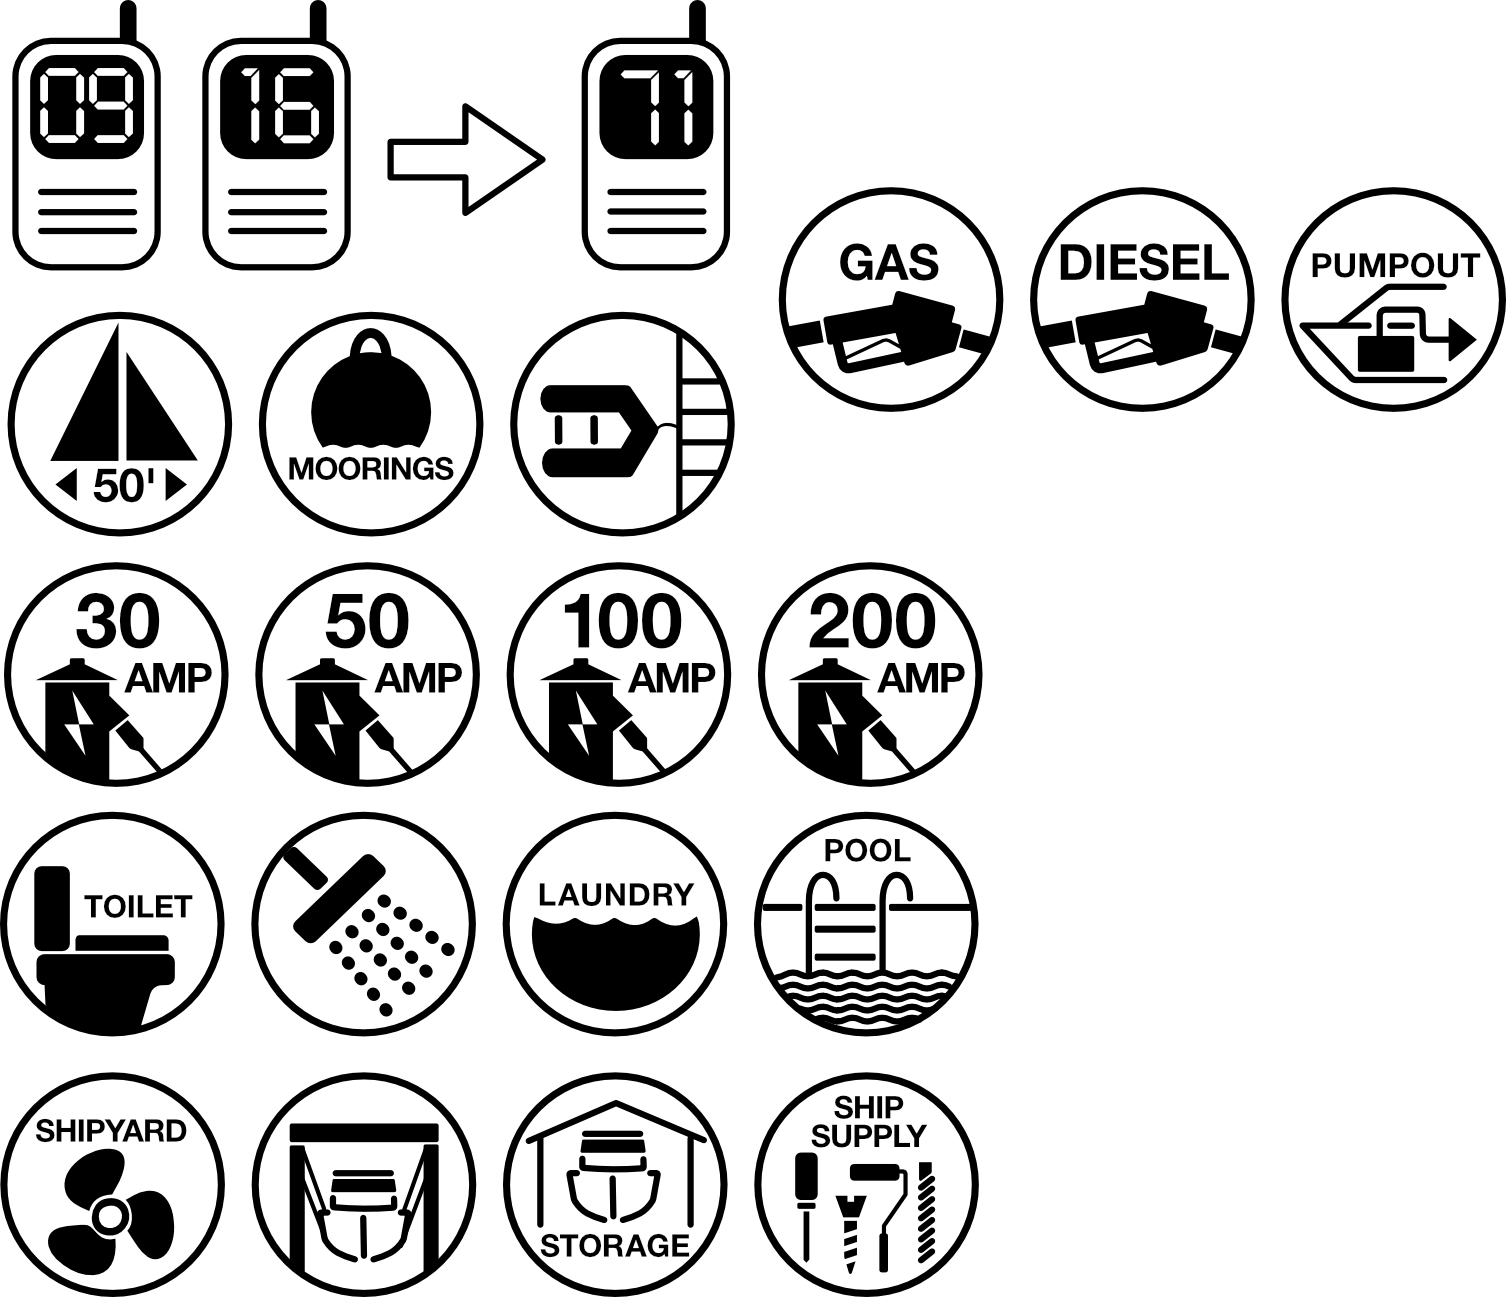 09
16
71
GAS
DIESEL
PUMPOUT
50'
MOORINGS
30
AMP
50
AMP
100
AMP
200
AMP
TOILET
LAUNDRY
POOL
SHIPYARD
STORAGE
SHIP
SUPPLY